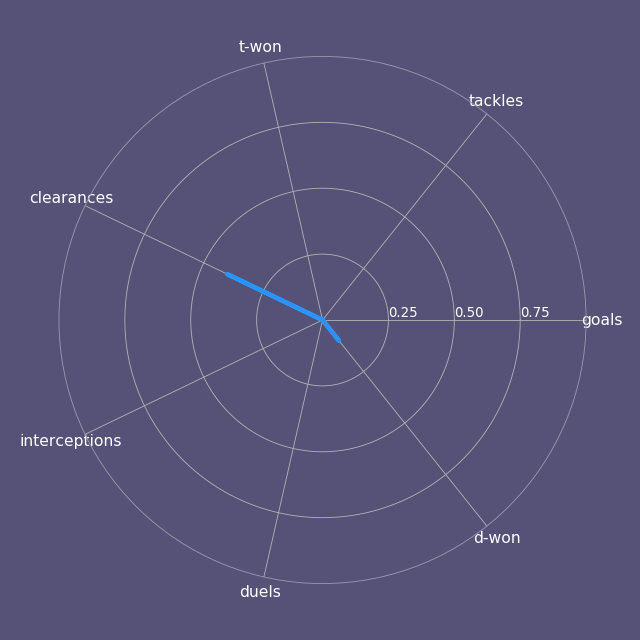 t-won
tackles
clearances
0.25
0.50
0.75
goals
interceptions
d-won
duels